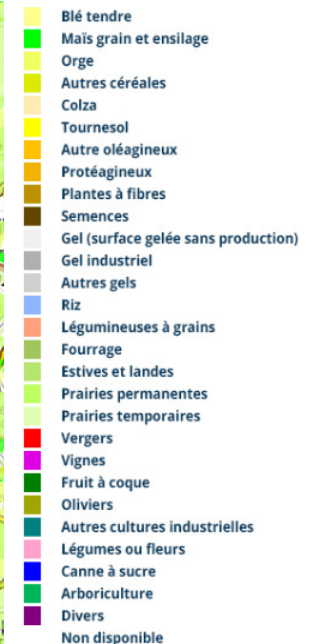 Blé tendre
Maïs grain et ensilage
Orge
Autres céréales
Colza
Tournesol
Autre oléagineux
Protéagineux
Plantes à fibres
Semences
Gel (surface gelée sans production)
Gel industriel
Autres gels
Riz
Légumineuses à grains
Fourrage
Estives et landes
Prairies permanentes
Prairies temporaires
Vergers
Vignes
Fruit à coque
Oliviers
Autres cultures industrielles
Légumes ou fleurs
Canne à sucre
Arboriculture
Divers
Non disponible